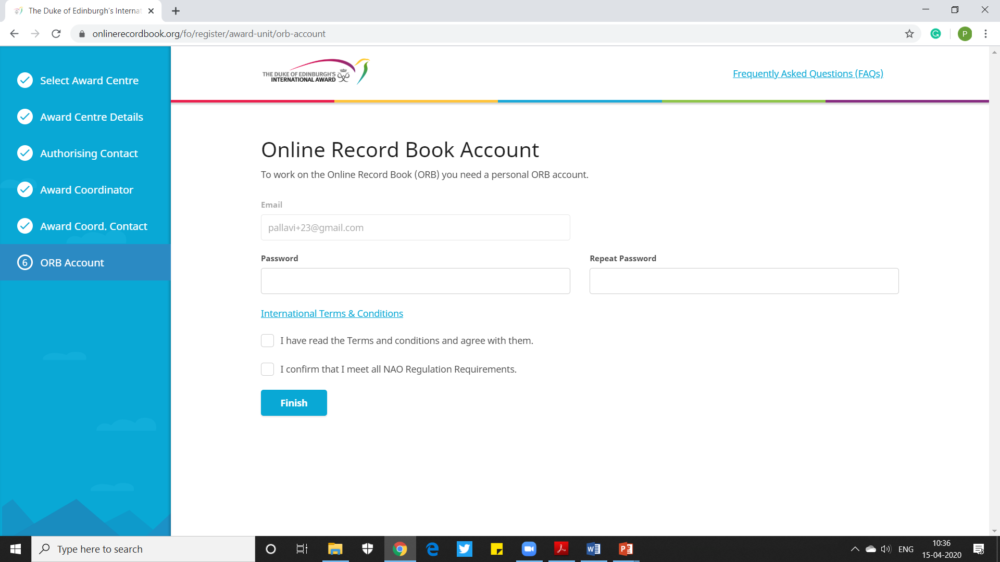 The Duke of Edinburgh's Internat
onlinerecordbook.org/fo/register/award-unit/orb-account
P
Select Award Centre
Award Centre Details
Authorising Contact
Award Coordinator
Award Coord. Contact
6 ORB Account
THE DUKE OF EDINBURGH'S
INTERNATIONAL AWARD
Frequently Asked Questions (FAQs)
Online Record Book Account
To work on the Online Record Book (ORB) you need a personal ORB account.
Email
pallavi+23@gmail.com
Password
Repeat Password
International Terms & Conditions
I have read the Terms and conditions and agree with them.
I confirm that I meet all NAO Regulation Requirements.
Finish
Type here to search
ENG
10:36
15-04-2020